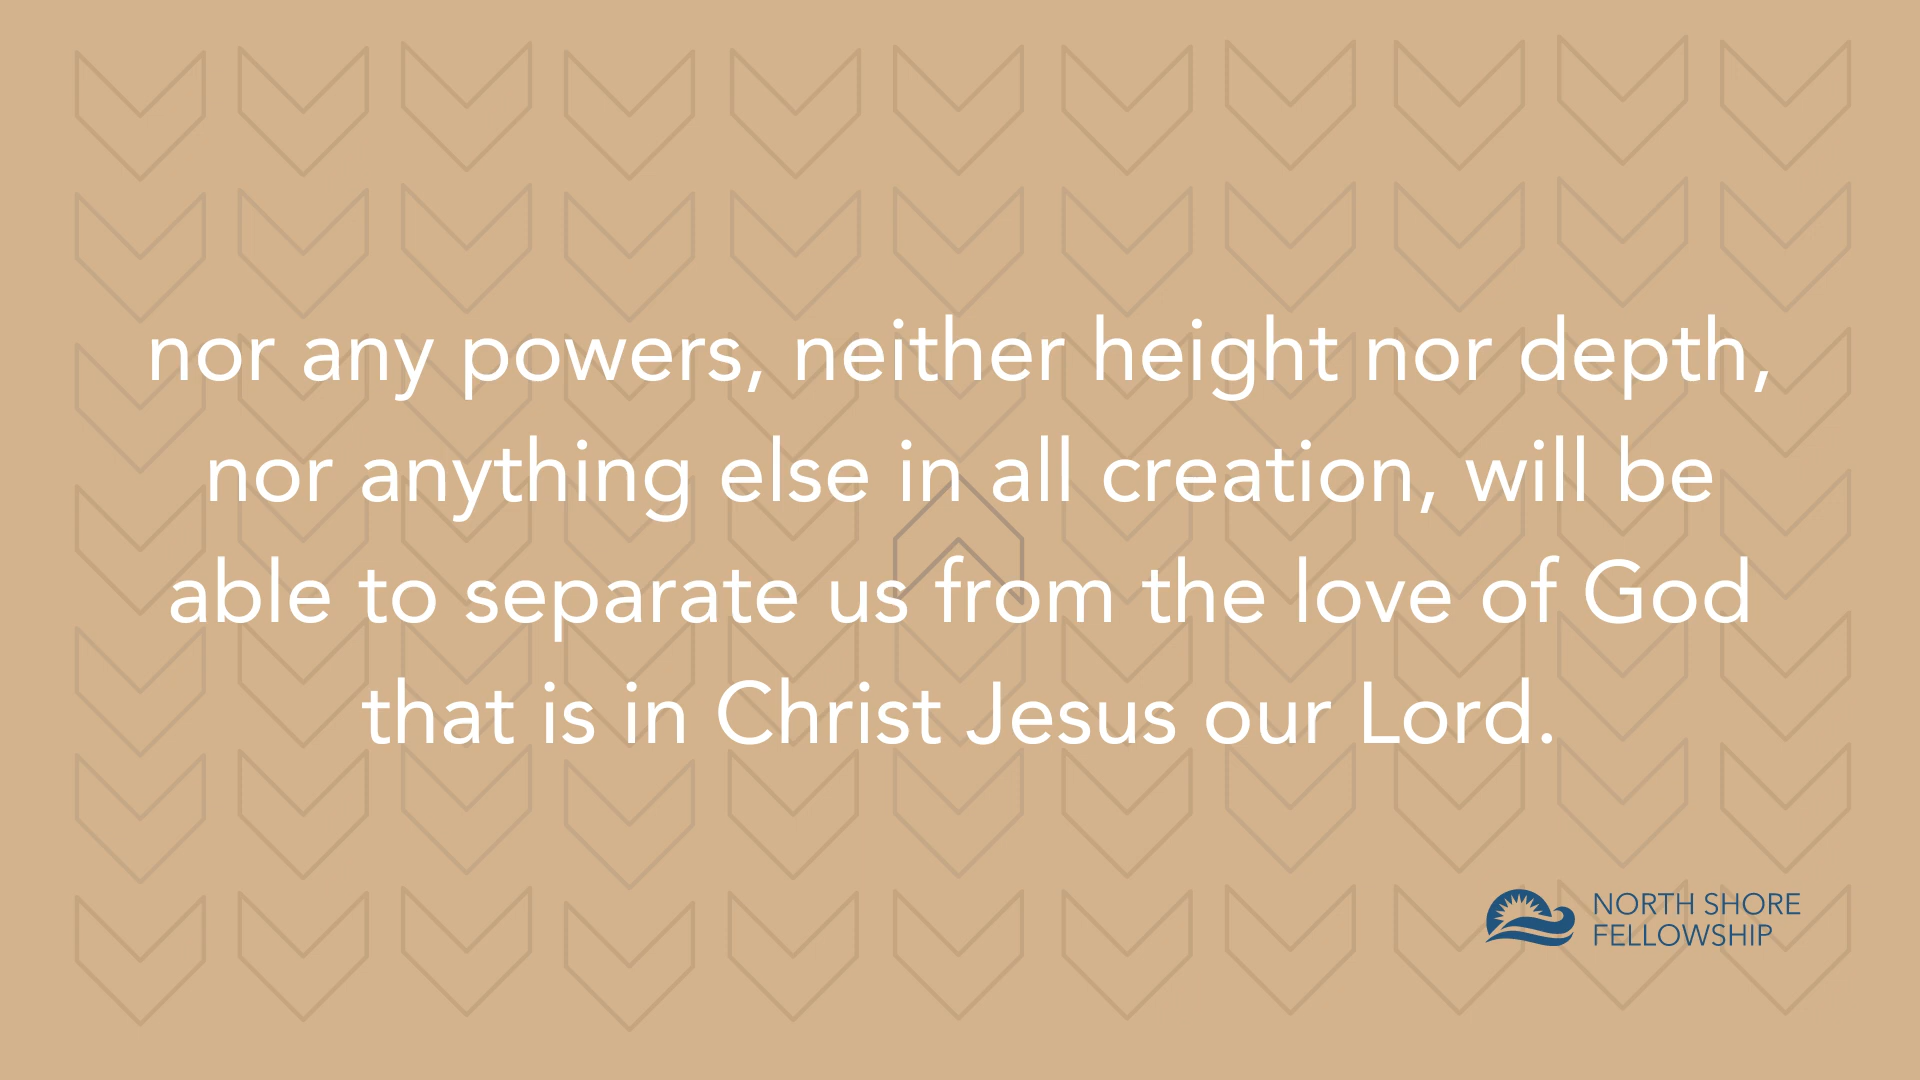 nor any powers, neither height nor depth,
nor anything else in all creation, will be
able to separate us from the love of God
that is in Christ Jesus our Lord.
NORTH SHORE
FELLOWSHIP